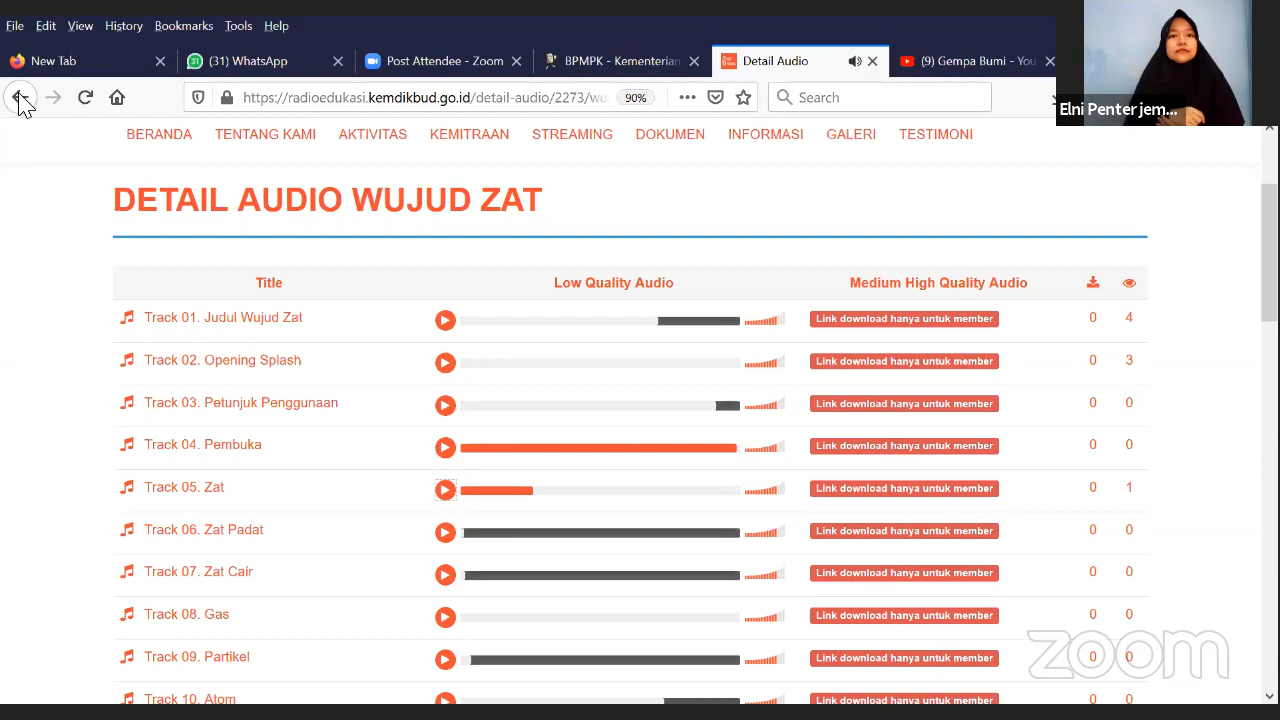 File Edit View History Bookmarks Tools Help
New Tab
(31) WhatsApp
Post Attendee - Zoom
BPMPK - Kementerian
Detail Audio
(9) Gempa Bumi - You
https://radioedukasi.kemdikbud.go.id/detail-audio/2273/wu
90%
Search
Elni Penterjem...
BERANDA TENTANG KAMI AKTIVITAS KEMITRAAN STREAMING DOKUMEN INFORMASI GALERI TESTIMONI
DETAIL AUDIO WUJUD ZAT
Title Low Quality Audio Medium High Quality Audio
Track 01. Judul Wujud Zat Link download hanya untuk member 0 4
Track 02. Opening Splash Link download hanya untuk member 0 3
Track 03. Petunjuk Penggunaan Link download hanya untuk member 0 0
Track 04. Pembuka Link download hanya untuk member 0 0
Track 05. Zat Link download hanya untuk member 0 1
Track 06. Zat Padat Link download hanya untuk member 0 0
Track 07. Zat Cair Link download hanya untuk member 0 0
Track 08. Gas Link download hanya untuk member 0 0
Track 09. Partikel Link download hanya untuk member 0 0
Track 10. Atom Link download hanya untuk member 0 0
zoom